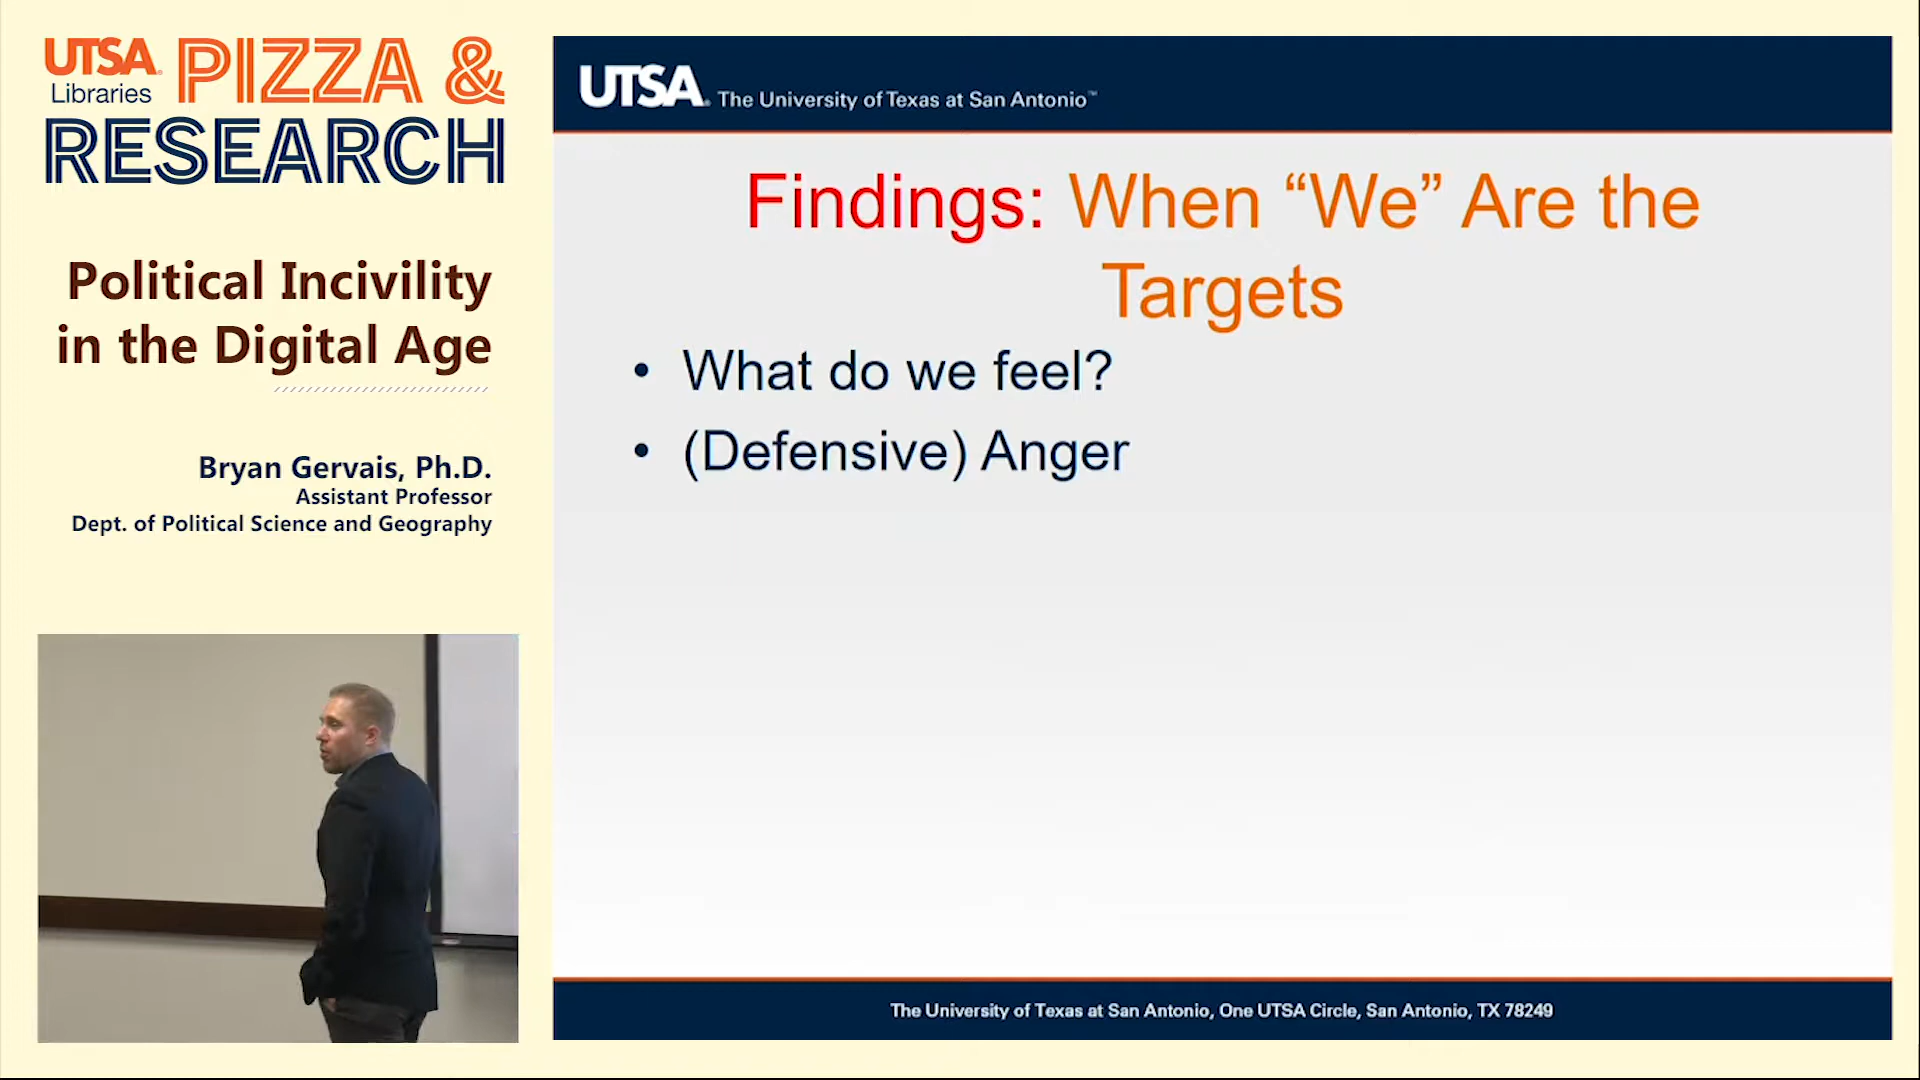 UTSA® PIZZA &
Libraries
RESEARCH
Political Incivility
in the Digital Age
Bryan Gervais, Ph.D.
Assistant Professor
Dept. of Political Science and Geography
UTSA® The University of Texas at San Antonio™
Findings: When “We” Are the
Targets
• What do we feel?
• (Defensive) Anger
The University of Texas at San Antonio, One UTSA Circle, San Antonio, TX 78249